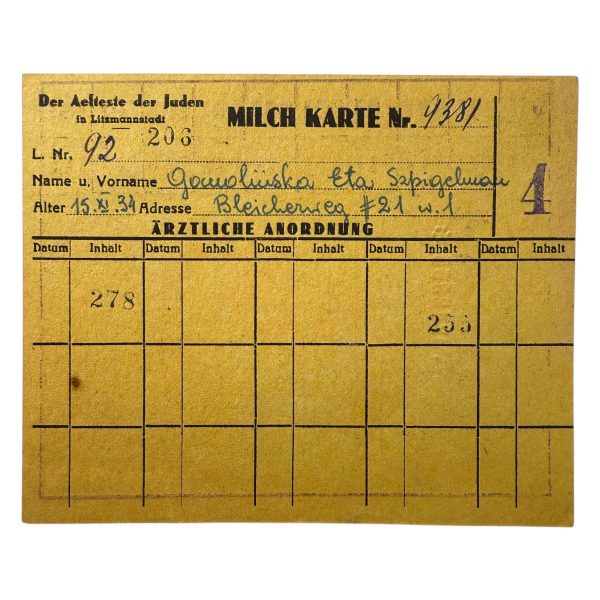 Der Aelteste der Juden
in Litzmannstadt
MILCH KARTE Nr. 9381
206
L. Nr. 92
Name u. Vorname Gomolińska Eta Szpigelman
4
Alter 15.XI.34 Adresse Bleicherweg #21 w.1
ÄRZTLICHE ANORDNUNG
Datum Inhalt Datum Inhalt Datum Inhalt Datum Inhalt Datum Inhalt
278
255